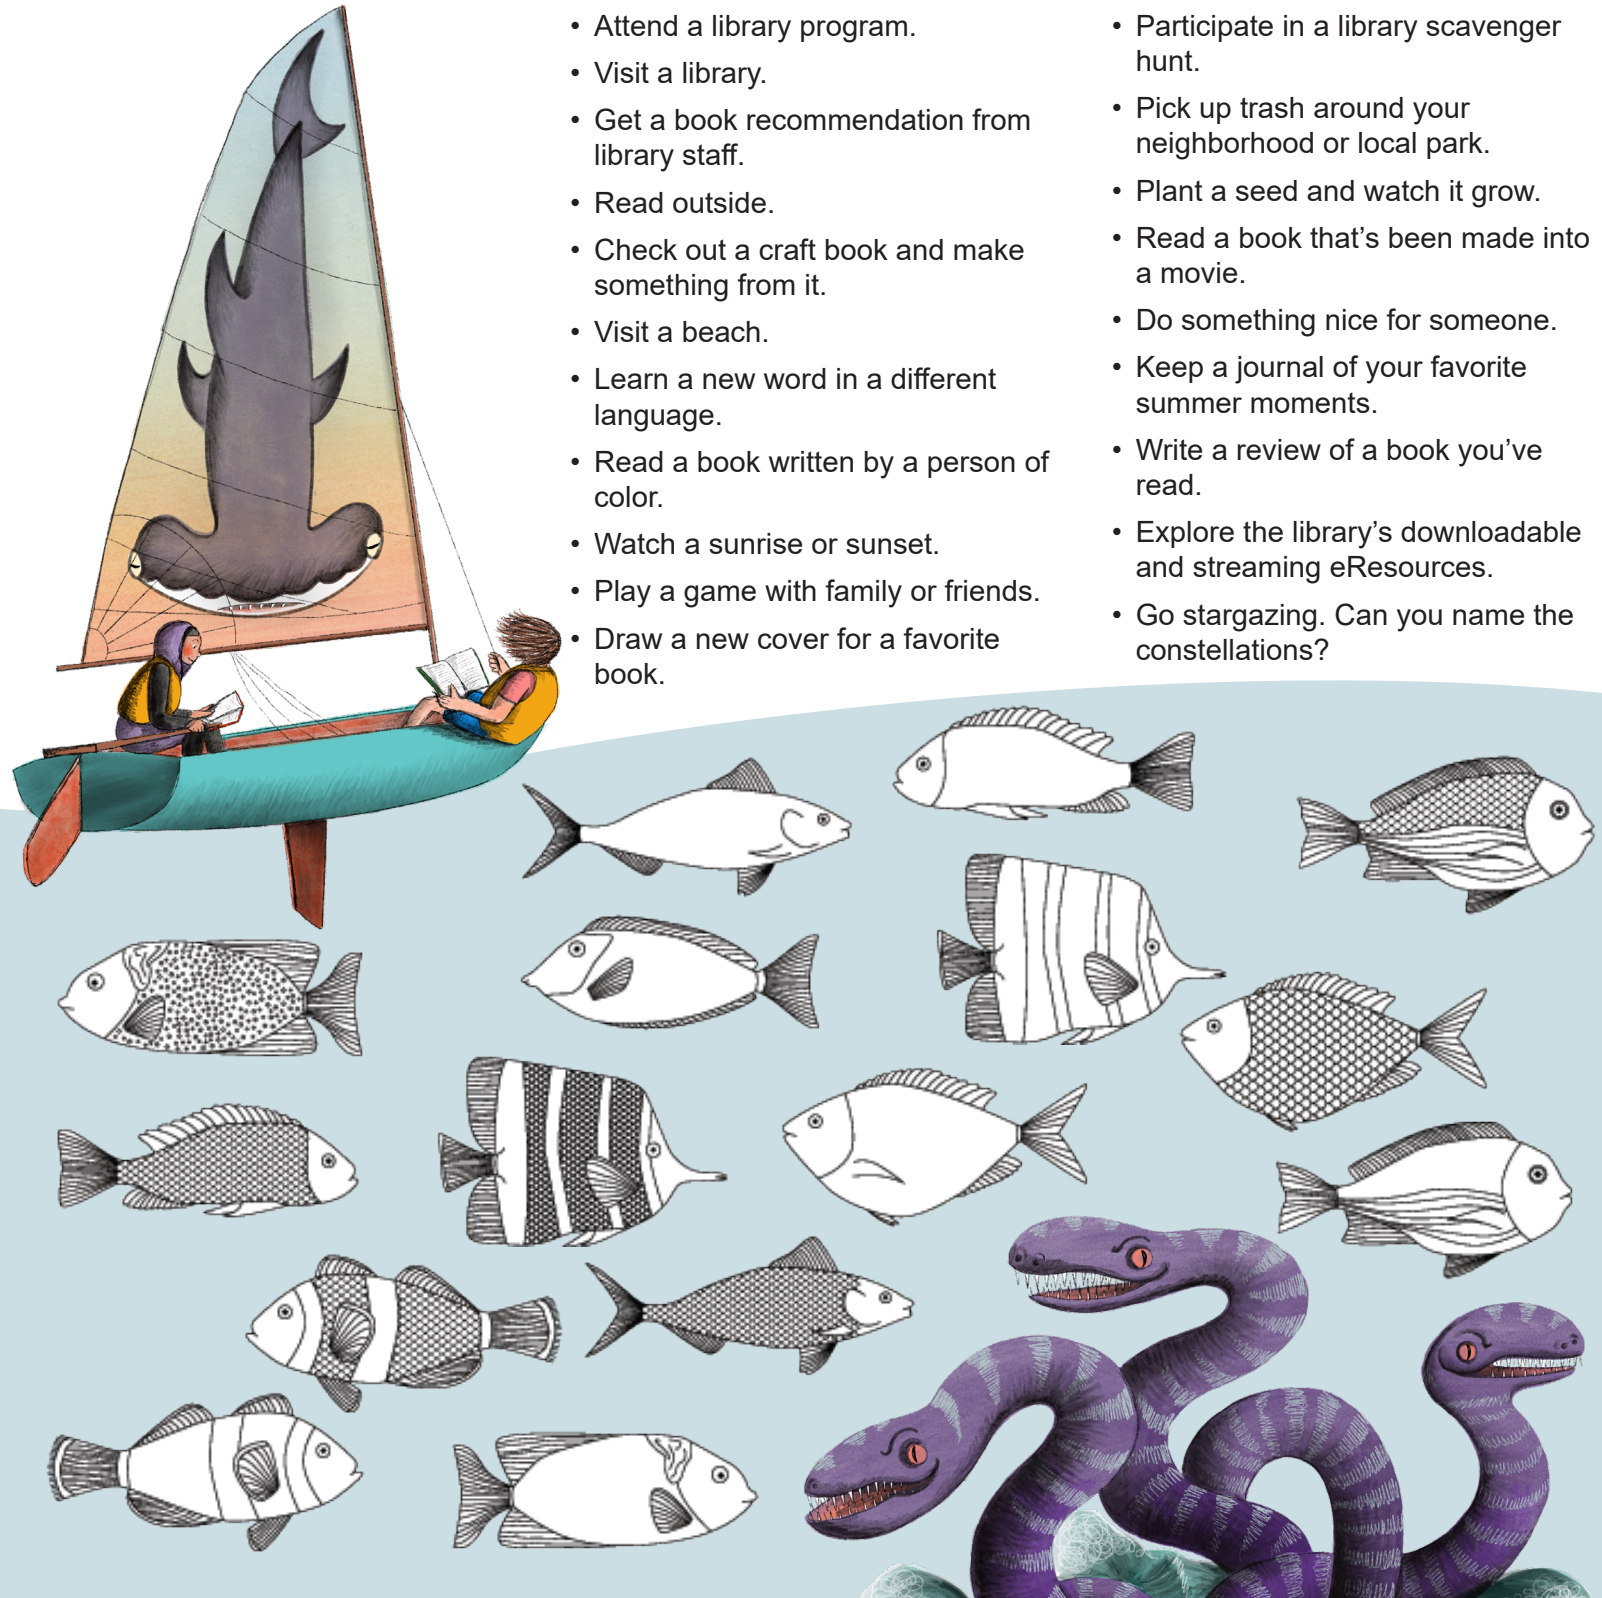 • Attend a library program.
• Visit a library.
• Get a book recommendation from
library staff.
• Read outside.
• Check out a craft book and make
something from it.
• Visit a beach.
• Learn a new word in a different
language.
• Read a book written by a person of
color.
• Watch a sunrise or sunset.
• Play a game with family or friends.
• Draw a new cover for a favorite
book.
• Participate in a library scavenger
hunt.
• Pick up trash around your
neighborhood or local park.
• Plant a seed and watch it grow.
• Read a book that’s been made into
a movie.
• Do something nice for someone.
• Keep a journal of your favorite
summer moments.
• Write a review of a book you’ve
read.
• Explore the library’s downloadable
and streaming eResources.
• Go stargazing. Can you name the
constellations?